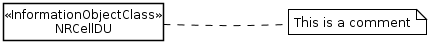 «InformationObjectClass»
NRCellDU
This is a comment